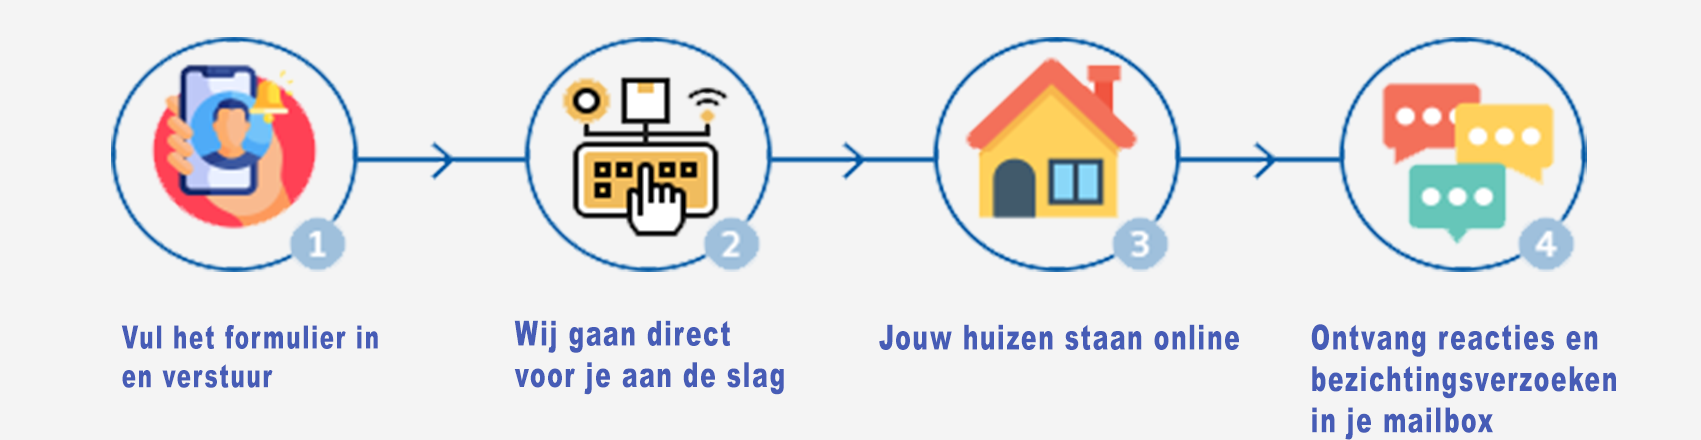 1
2
3
4
Vul het formulier in
en verstuur
Wij gaan direct
voor je aan de slag
Jouw huizen staan online
Ontvang reacties en
bezichtingsverzoeken
in je mailbox